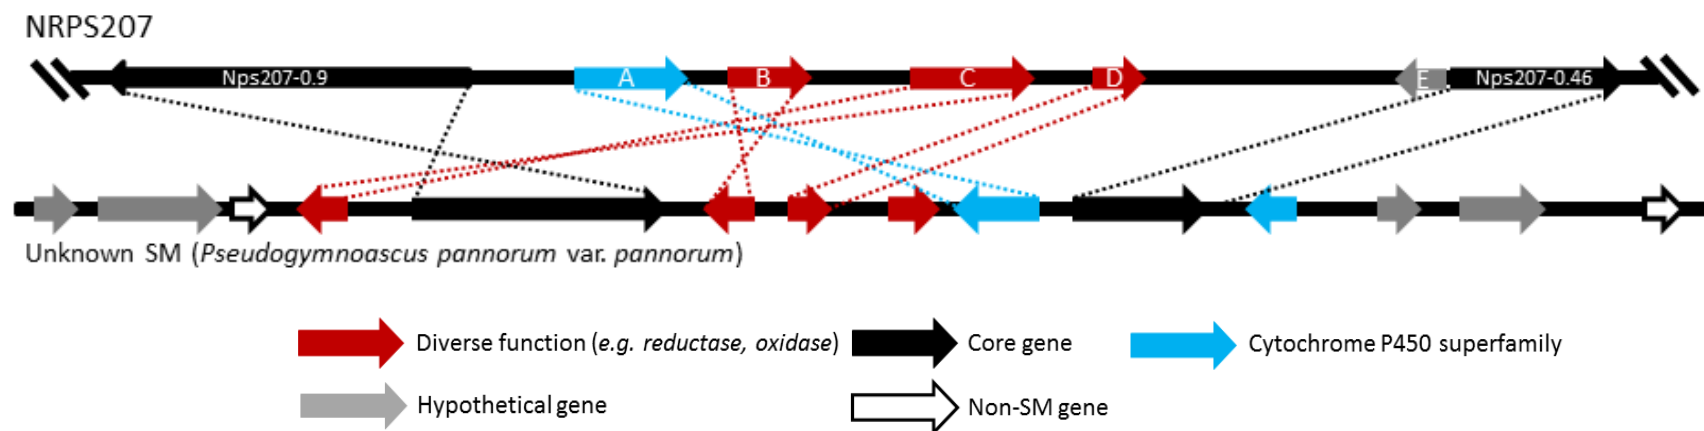 NRPS207
Nps207-0.9 A B C D E Nps207-0.46
Unknown SM (Pseudogymnoascus pannorum var. pannorum)
Diverse function (e.g. reductase, oxidase) Core gene Cytochrome P450 superfamily
Hypothetical gene Non-SM gene